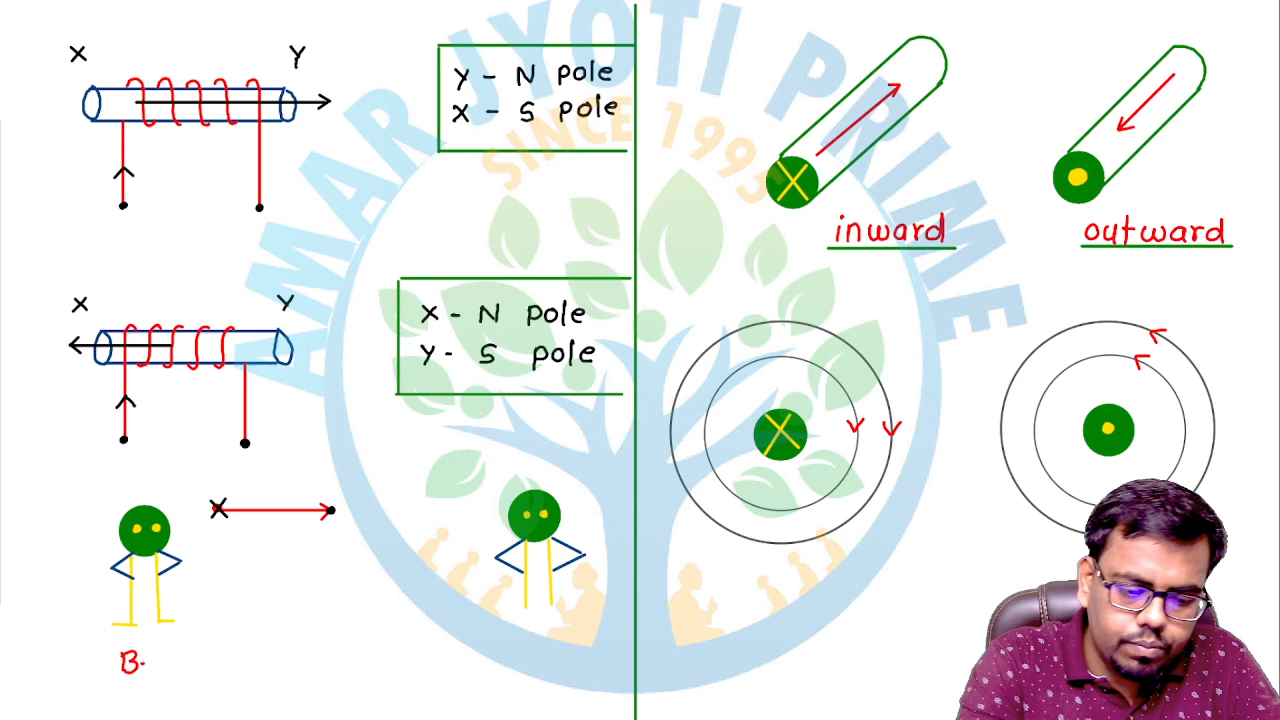 X Y
Y - N pole
X - S pole
inward
outward
X Y
X - N pole
Y - S pole
B
AMAR JYOTI PRIME
SINCE 1995